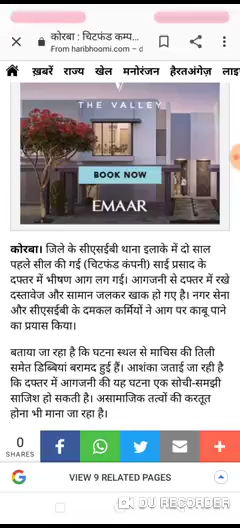 कोरबा : चिटफंड कम्प...
From haribhoomi.com – d
ख़बरें राज्य खेल मनोरंजन हैरतअंगेज़ लाइ
THE VALLEY
BOOK NOW
EMAAR
कोरबा। जिले के सीएसईबी थाना इलाके में दो साल
पहले सील की गई (चिटफंड कंपनी) साई प्रसाद के
दफ्तर में भीषण आग लग गई। आगजनी से दफ्तर में रखे
दस्तावेज और सामान जलकर खाक हो गए है। नगर सेना
और सीएसईबी के दमकल कर्मियों ने आग पर काबू पाने
का प्रयास किया।
बताया जा रहा है कि घटना स्थल से माचिस की तिली
समेत डिब्बियां बरामद हुई हैं। आशंका जताई जा रही है
कि दफ्तर में आगजनी की यह घटना एक सोची-समझी
साजिश हो सकती है। असामाजिक तत्वों की करतूत
होना भी माना जा रहा है।
0
SHARES
VIEW 9 RELATED PAGES
DU RECORDER